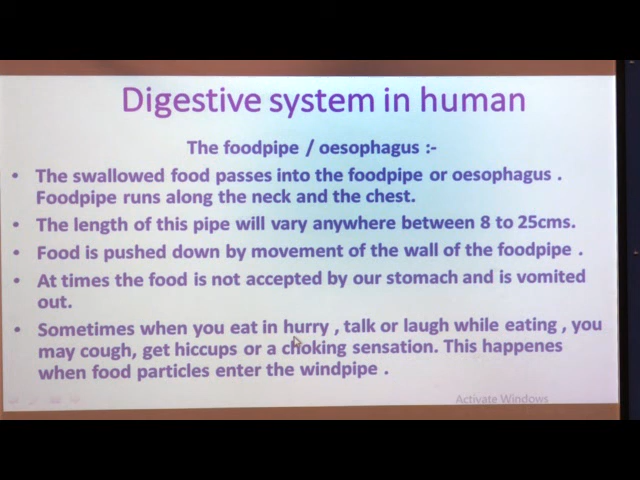 Digestive system in human
The foodpipe / oesophagus :-
• The swallowed food passes into the foodpipe or oesophagus .
Foodpipe runs along the neck and the chest.
• The length of this pipe will vary anywhere between 8 to 25cms.
• Food is pushed down by movement of the wall of the foodpipe .
• At times the food is not accepted by our stomach and is vomited
out.
• Sometimes when you eat in hurry , talk or laugh while eating , you
may cough, get hiccups or a choking sensation. This happenes
when food particles enter the windpipe .
Activate Windows